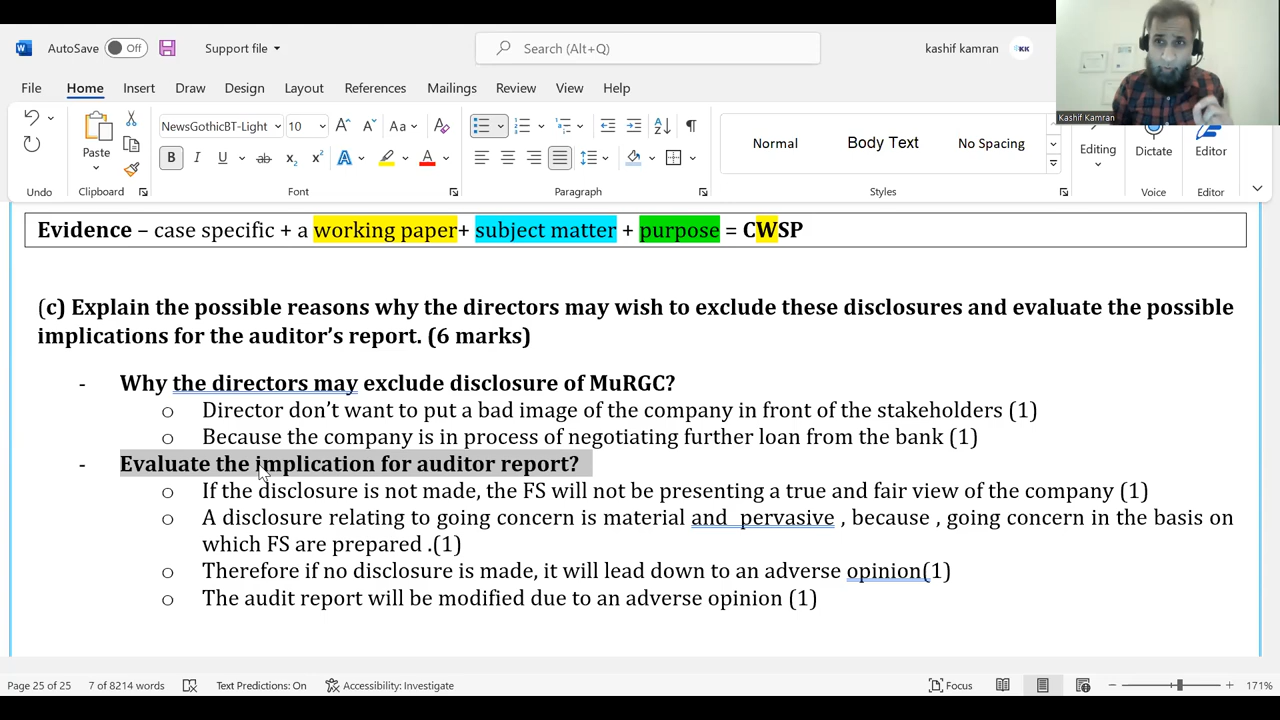 AutoSave Off Support file Search (Alt+Q) kashif kamran KK
Kashif Kamran
File Home Insert Draw Design Layout References Mailings Review View Help
NewsGothicBT-Light 10
Paste
Normal Body Text No Spacing
Editing Dictate Editor
Undo Clipboard Font Paragraph Styles Voice Editor
Evidence – case specific + a working paper+ subject matter + purpose = CWSP
(c) Explain the possible reasons why the directors may wish to exclude these disclosures and evaluate the possible
implications for the auditor’s report. (6 marks)
- Why the directors may exclude disclosure of MuRGC?
o Director don’t want to put a bad image of the company in front of the stakeholders (1)
o Because the company is in process of negotiating further loan from the bank (1)
- Evaluate the implication for auditor report?
o If the disclosure is not made, the FS will not be presenting a true and fair view of the company (1)
o A disclosure relating to going concern is material and pervasive , because , going concern in the basis on
which FS are prepared .(1)
o Therefore if no disclosure is made, it will lead down to an adverse opinion(1)
o The audit report will be modified due to an adverse opinion (1)
Page 25 of 25 7 of 8214 words Text Predictions: On Accessibility: Investigate Focus 171%